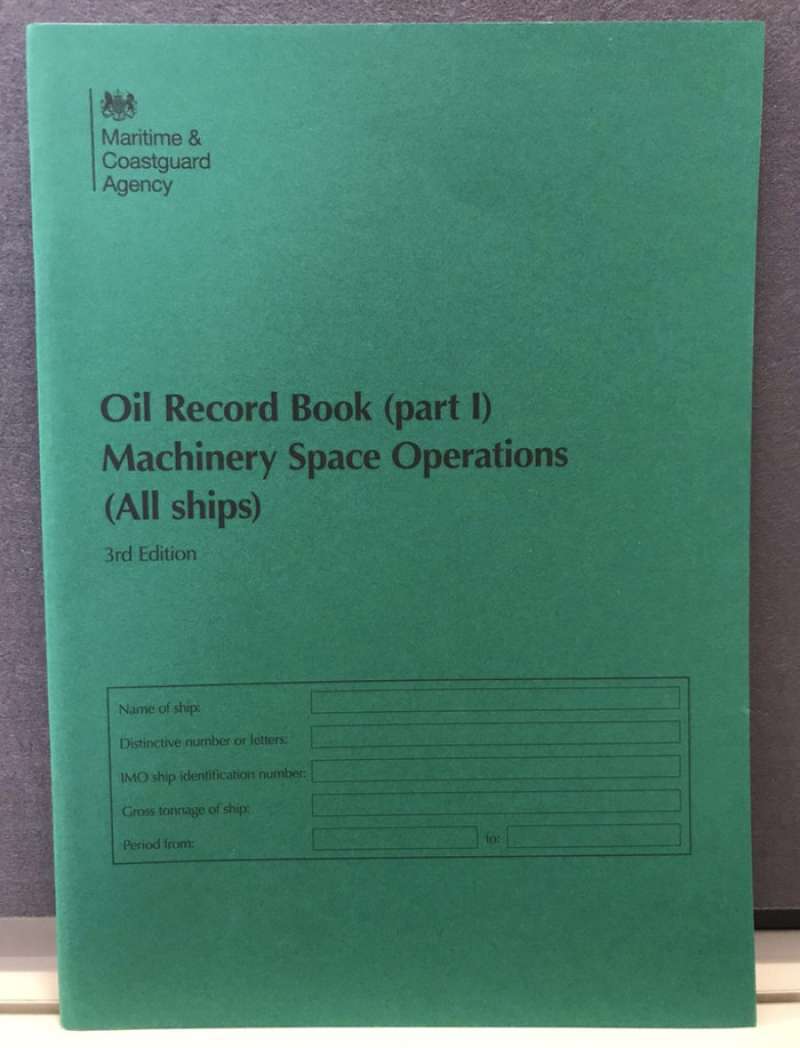 Maritime &
Coastguard
Agency
Oil Record Book (part I)
Machinery Space Operations
(All ships)
3rd Edition
Name of ship:
Distinctive number or letters:
IMO ship identification number:
Gross tonnage of ship:
Period from: to: